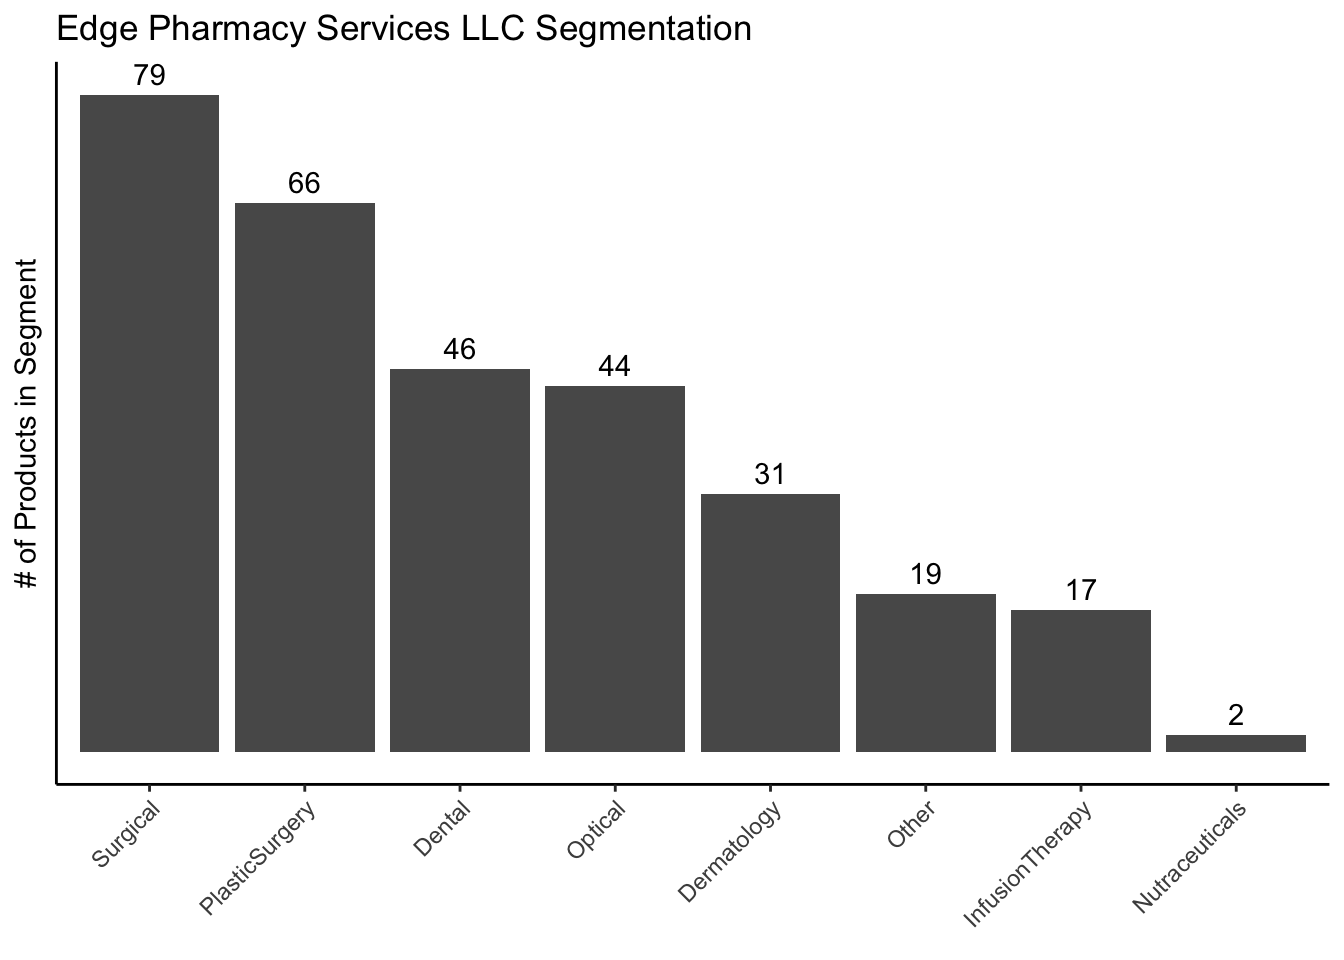 Edge Pharmacy Services LLC Segmentation
# of Products in Segment
79
66
46
44
31
19
17
2
Surgical
PlasticSurgery
Dental
Optical
Dermatology
Other
InfusionTherapy
Nutraceuticals